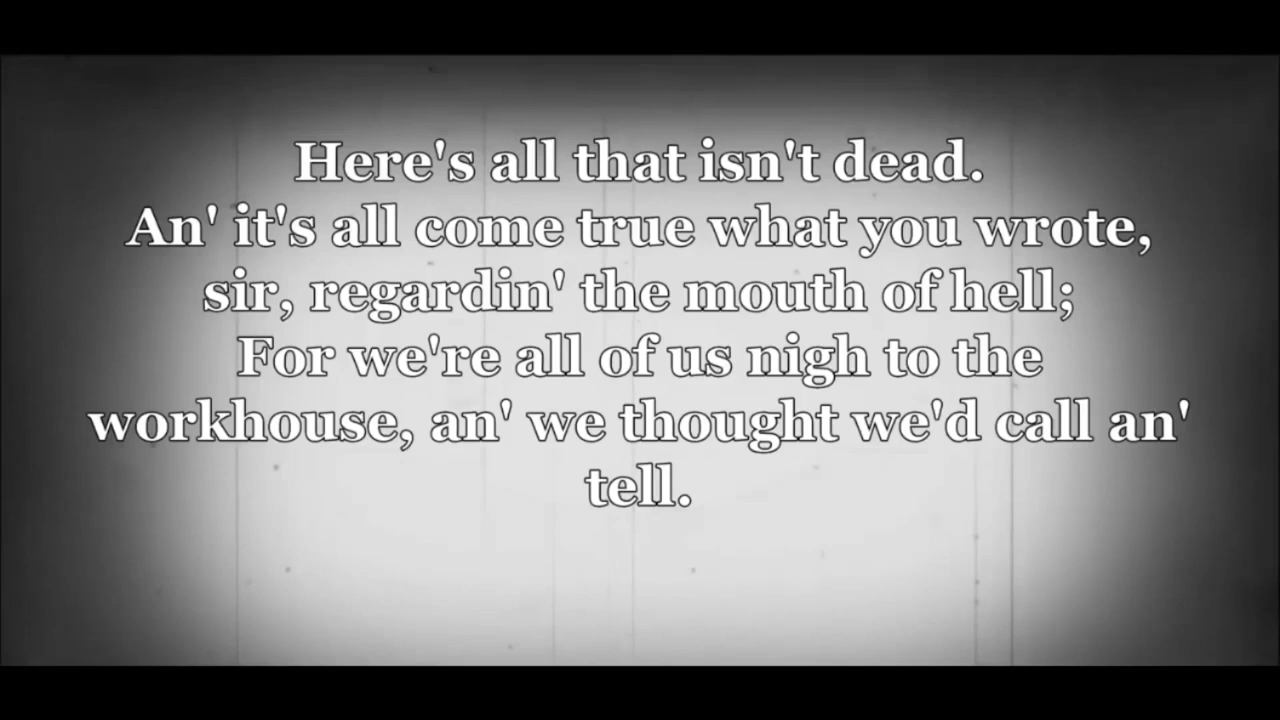 Here's all that isn't dead.
An' it's all come true what you wrote,
sir, regardin' the mouth of hell;
For we're all of us nigh to the
workhouse, an' we thought we'd call an'
tell.